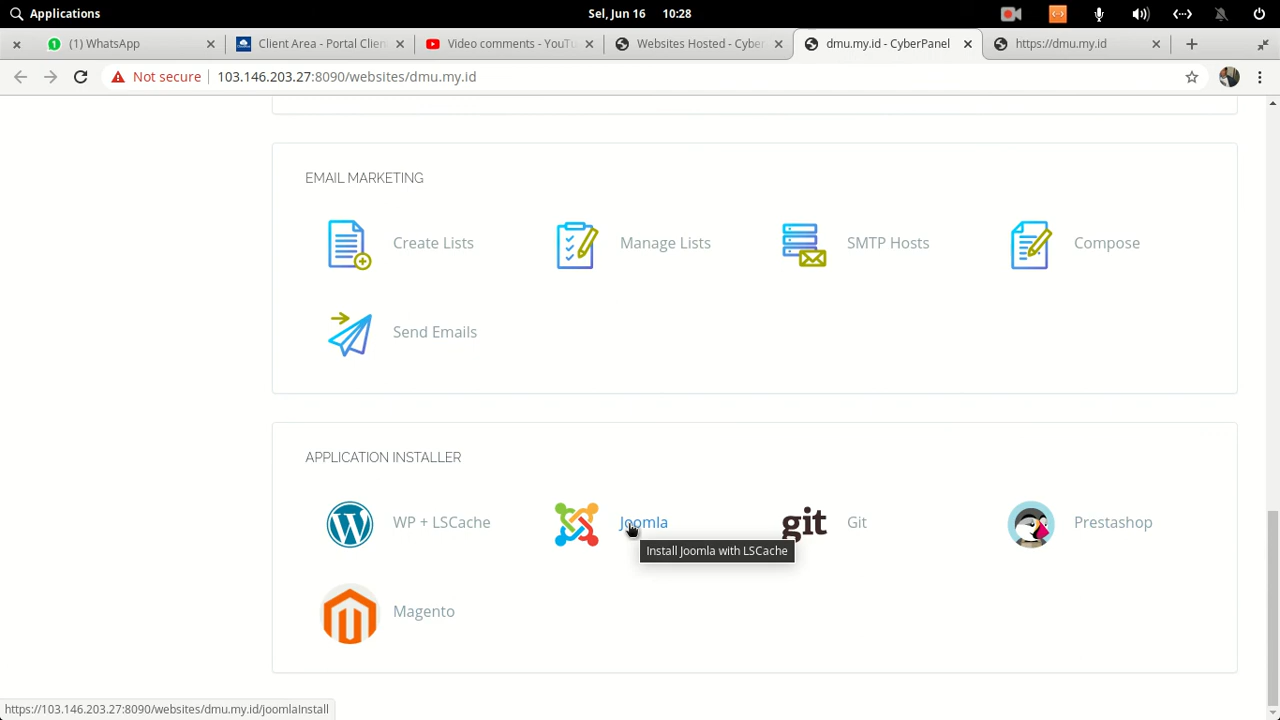 Applications
Sel, Jun 16 10:28
(1) WhatsApp
Client Area - Portal Clien
Video comments - YouTu
Websites Hosted - Cyber
dmu.my.id - CyberPanel
https://dmu.my.id
Not secure
103.146.203.27:8090/websites/dmu.my.id
EMAIL MARKETING
Create Lists
Manage Lists
SMTP Hosts
Compose
Send Emails
APPLICATION INSTALLER
WP + LSCache
Joomla
git
Git
Prestashop
Install Joomla with LSCache
Magento
https://103.146.203.27:8090/websites/dmu.my.id/joomlaInstall